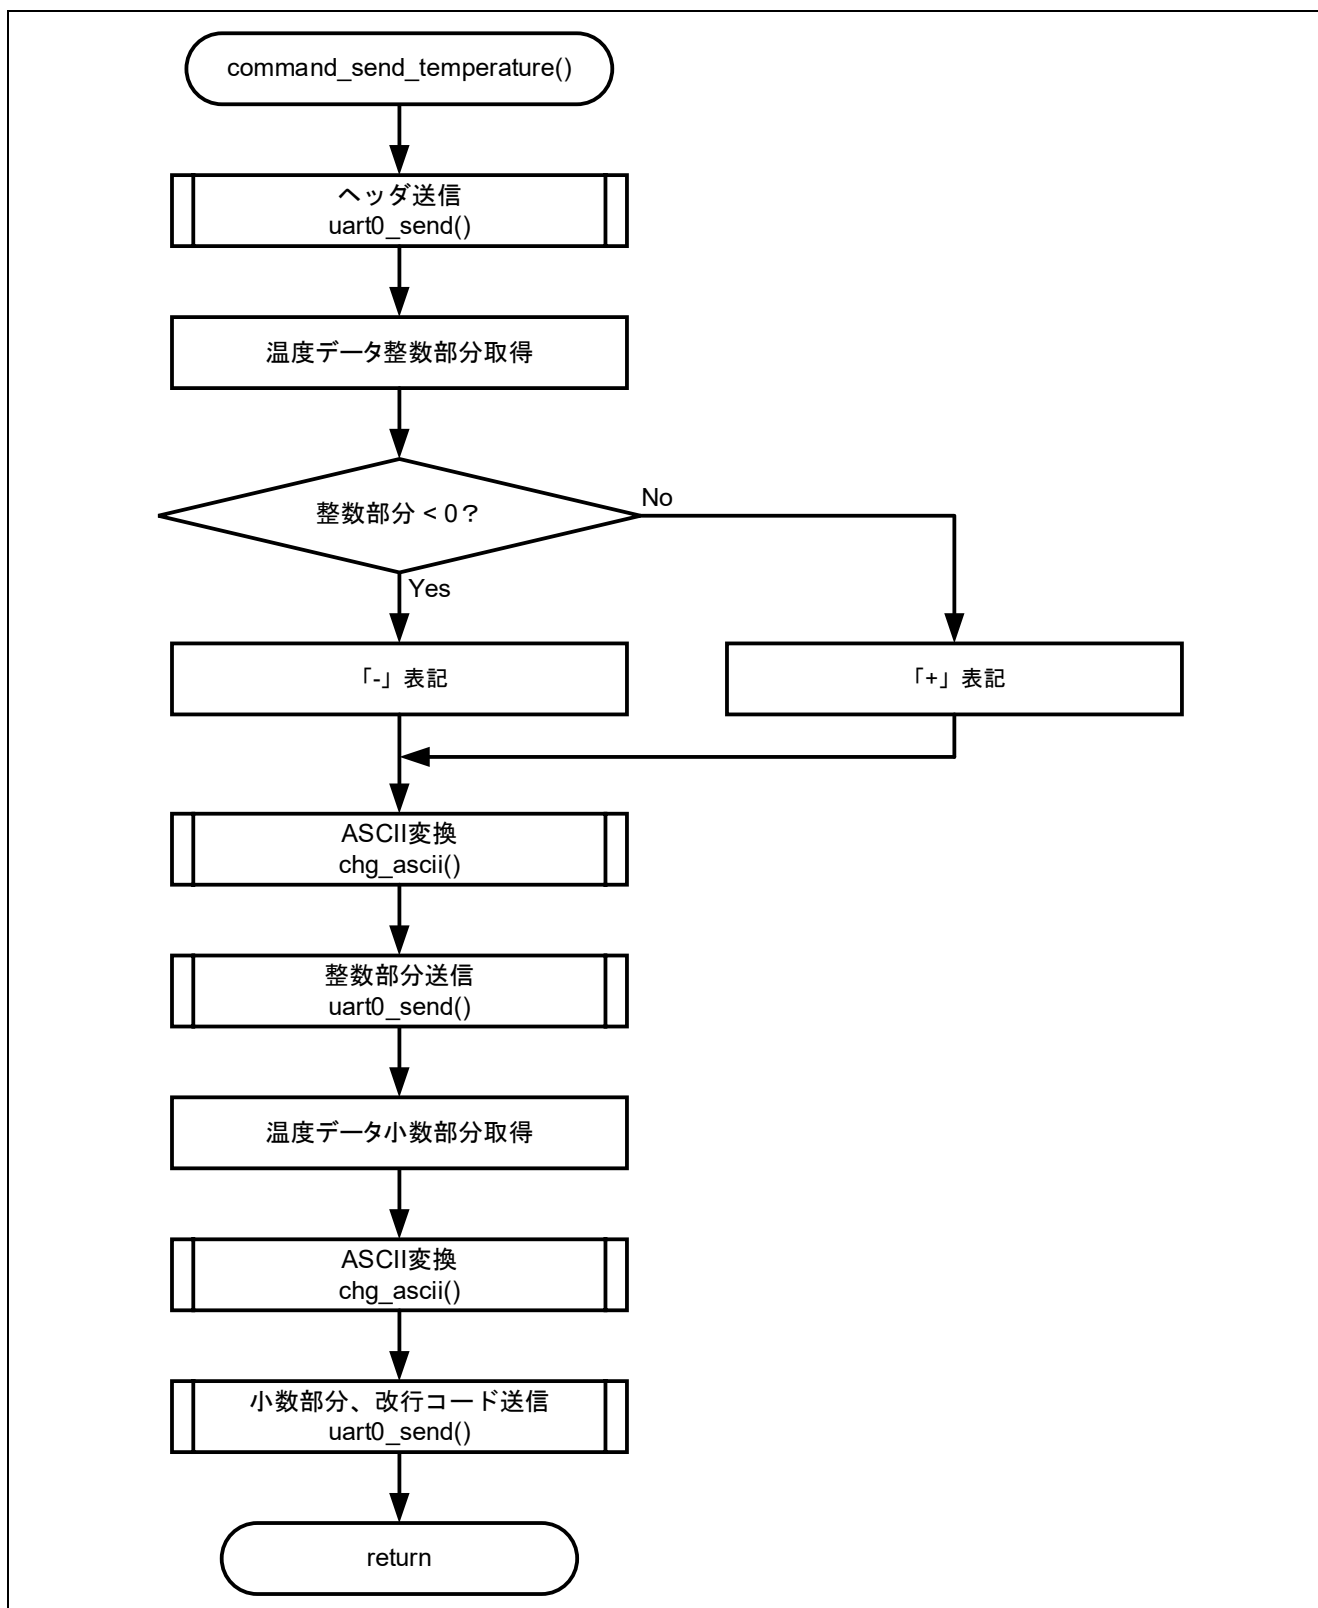 command_send_temperature()
ヘッダ送信
uart0_send()
温度データ整数部分取得
整数部分 < 0？
No
Yes
「-」表記
「+」表記
ASCII変換
chg_ascii()
整数部分送信
uart0_send()
温度データ小数部分取得
ASCII変換
chg_ascii()
小数部分、改行コード送信
uart0_send()
return